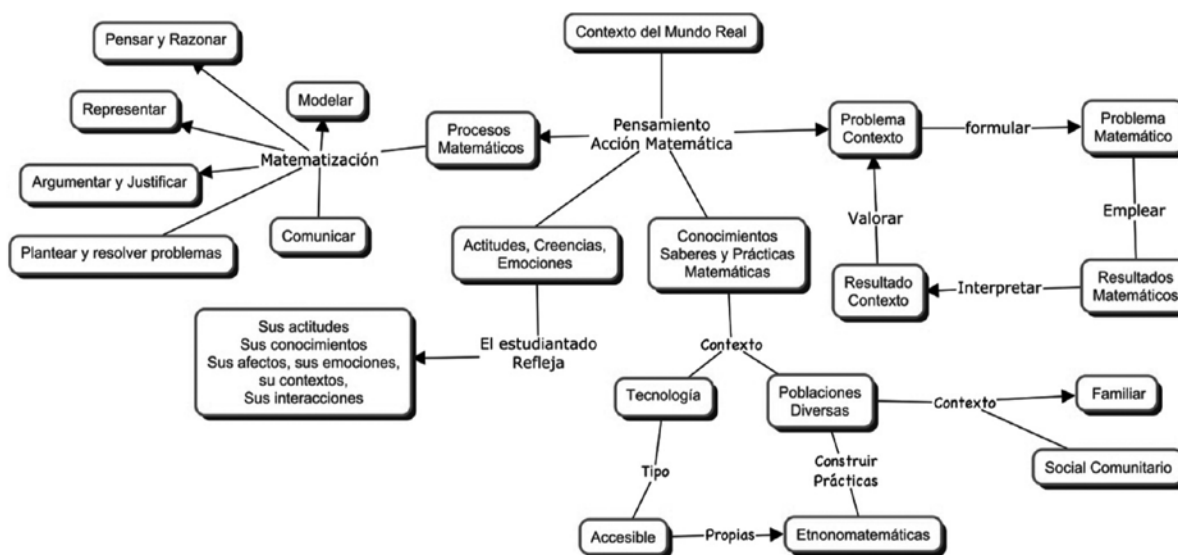 Contexto del Mundo Real
Pensar y Razonar
Representar
Modelar
Argumentar y Justificar
Matematización
Plantear y resolver problemas
Comunicar
Procesos
Matemáticos
Pensamiento
Acción Matemática
Problema
Contexto
formular
Problema
Matemático
Valorar
Emplear
Actitudes, Creencias,
Emociones
Conocimientos
Saberes y Prácticas
Matemáticas
Resultado
Contexto
Interpretar
Resultados
Matemáticos
Sus actitudes
Sus conocimientos
Sus afectos, sus emociones,
su contextos,
Sus interacciones
El estudiantado
Refleja
Contexto
Tecnología
Poblaciones
Diversas
Contexto
Familiar
Social Comunitario
Tipo
Construir
Prácticas
Accesible
Propias
Etnonomatemáticas